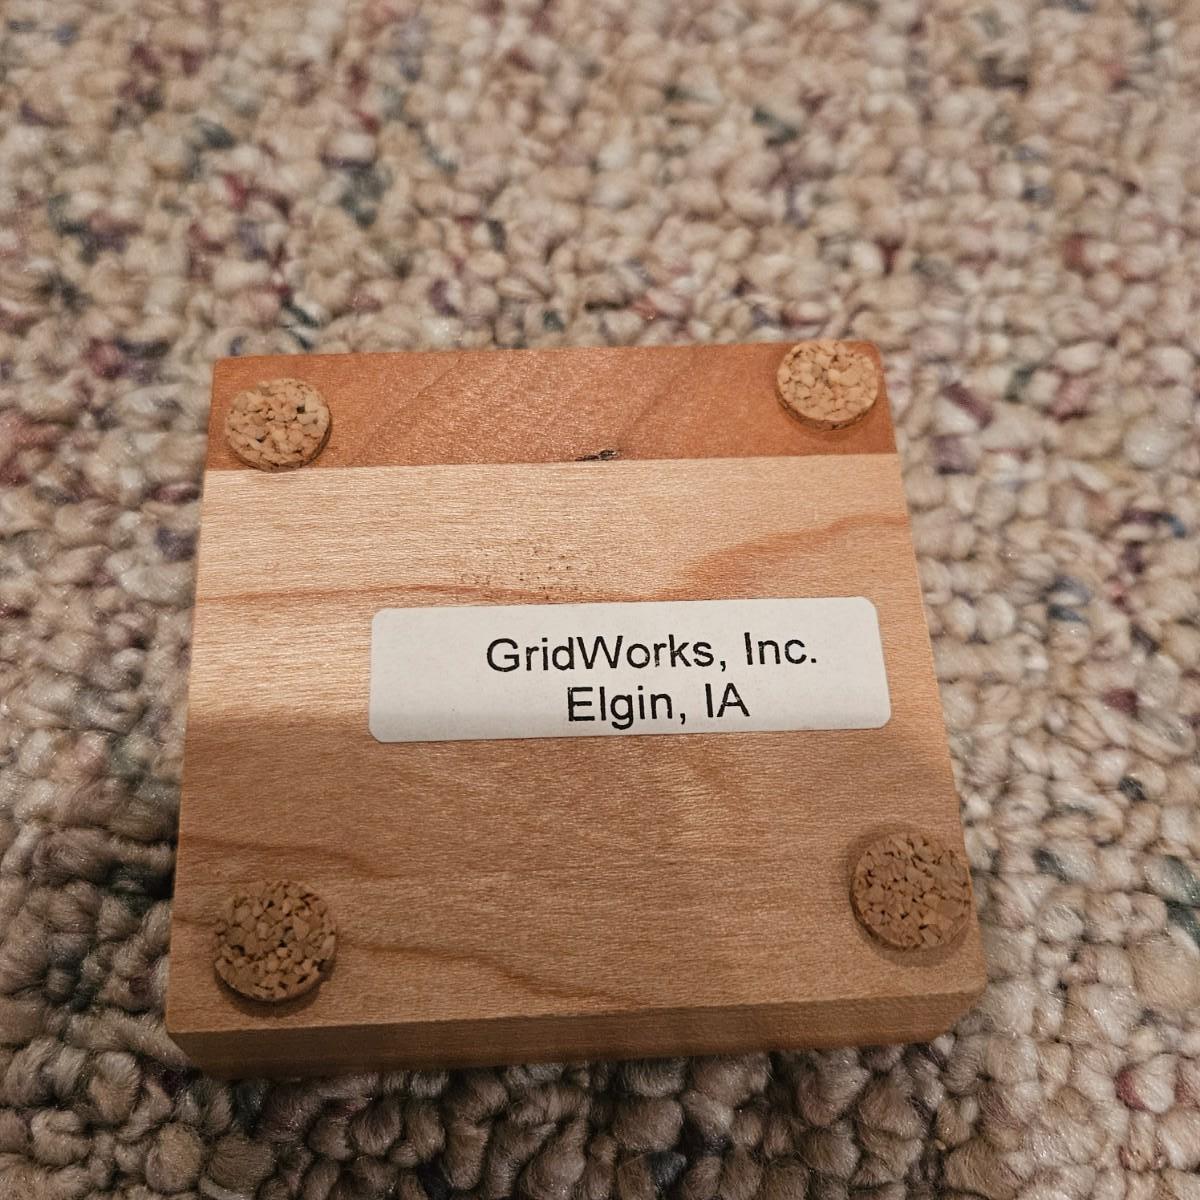 GridWorks, Inc.
Elgin, IA